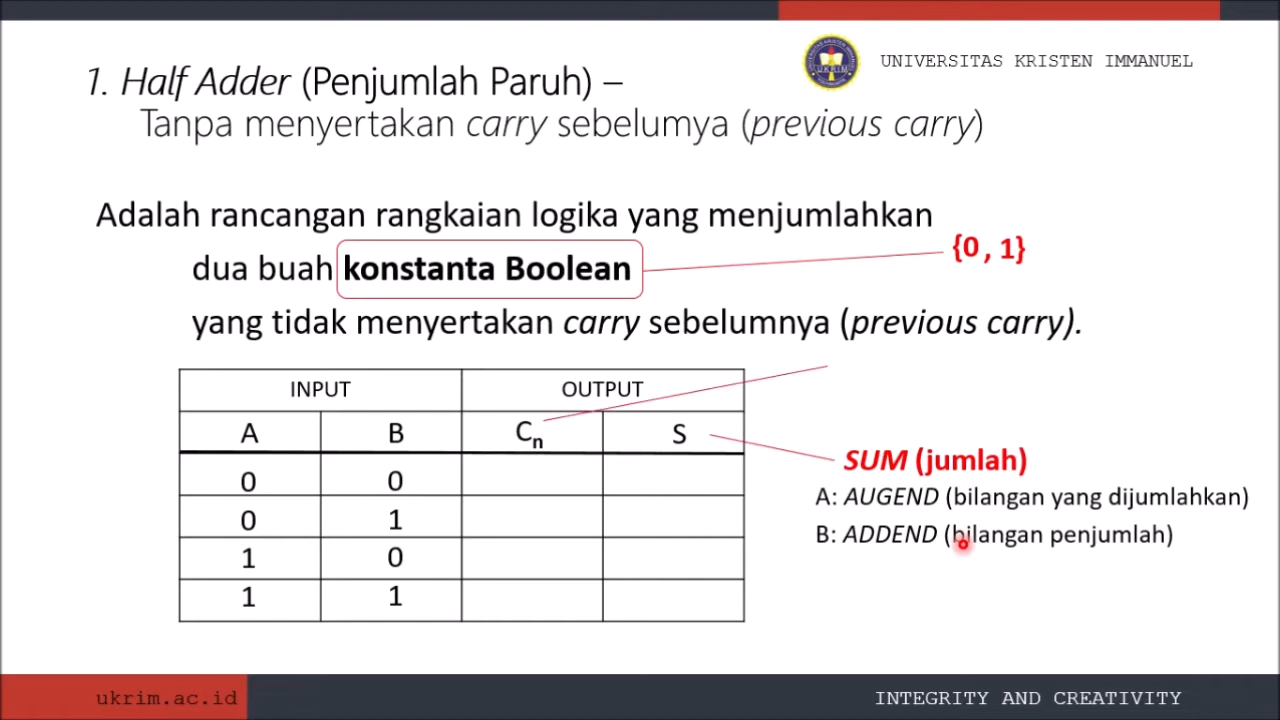 UNIVERSITAS KRISTEN IMMANUEL
UKRIM
1. Half Adder (Penjumlah Paruh) –
Tanpa menyertakan carry sebelumya (previous carry)
Adalah rancangan rangkaian logika yang menjumlahkan
dua buah konstanta Boolean
{0 , 1}
yang tidak menyertakan carry sebelumnya (previous carry).
INPUT OUTPUT
A B Cn S
0 0
0 1
1 0
1 1
SUM (jumlah)
A: AUGEND (bilangan yang dijumlahkan)
B: ADDEND (bilangan penjumlah)
ukrim.ac.id
INTEGRITY AND CREATIVITY